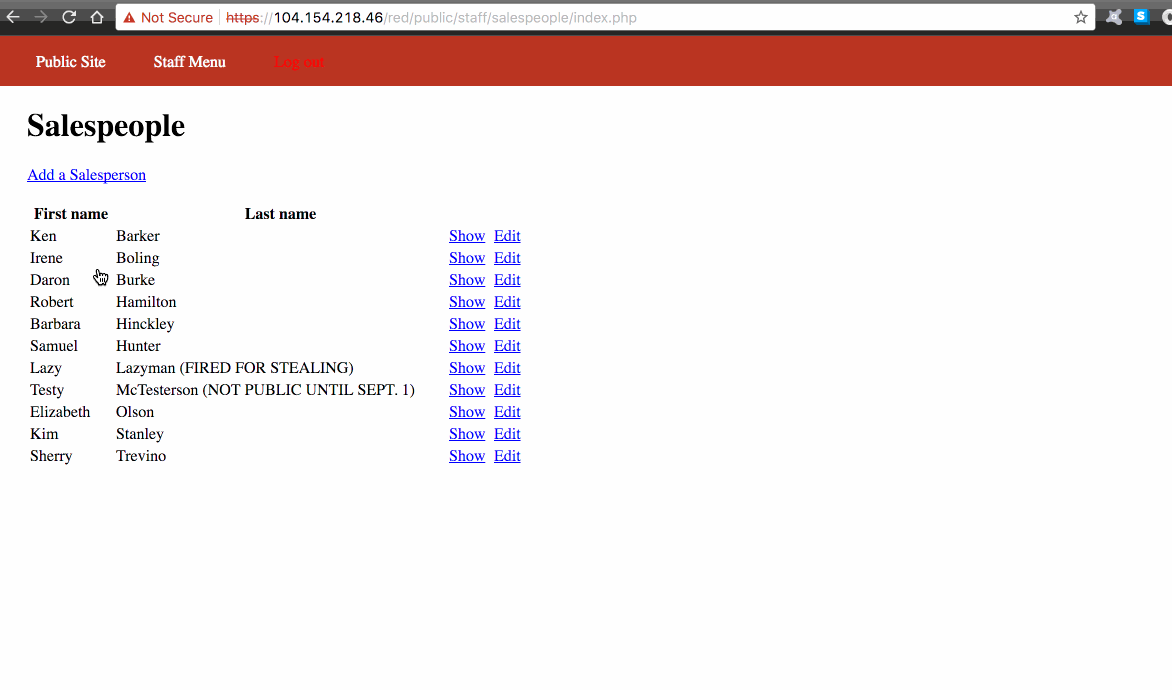 Not Secure https://104.154.218.46/red/public/staff/salespeople/index.php
S
Public Site Staff Menu Log out
Salespeople
Add a Salesperson
First name Last name
Ken Barker Show Edit
Irene Boling Show Edit
Daron Burke Show Edit
Robert Hamilton Show Edit
Barbara Hinckley Show Edit
Samuel Hunter Show Edit
Lazy Lazyman (FIRED FOR STEALING) Show Edit
Testy McTesterson (NOT PUBLIC UNTIL SEPT. 1) Show Edit
Elizabeth Olson Show Edit
Kim Stanley Show Edit
Sherry Trevino Show Edit